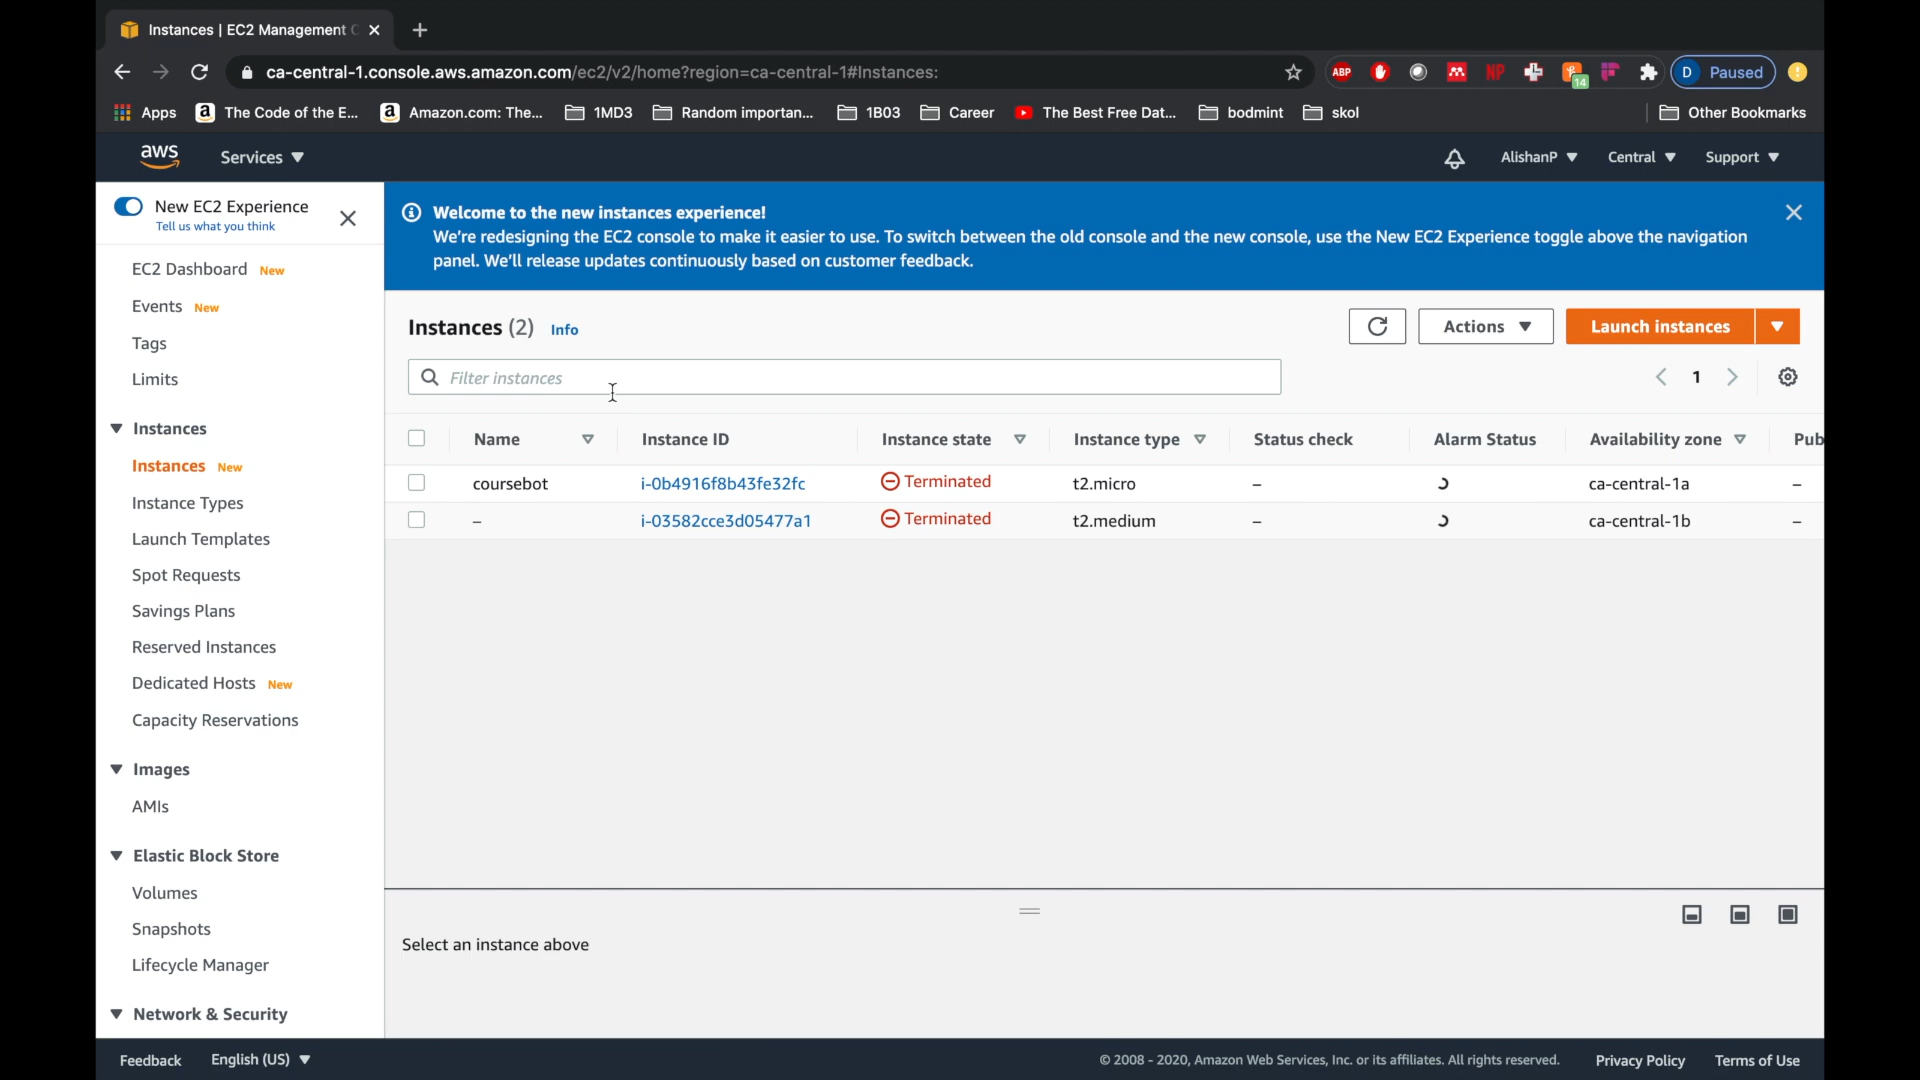 Instances | EC2 Management C
ca-central-1.console.aws.amazon.com/ec2/v2/home?region=ca-central-1#Instances:
ABP
NP
14
D Paused
Apps
The Code of the E...
Amazon.com: The...
1MD3
Random importan...
1B03
Career
The Best Free Dat...
bodmint
skol
Other Bookmarks
aws
Services
AlishanP
Central
Support
New EC2 Experience
Tell us what you think
EC2 Dashboard New
Events New
Tags
Limits
Instances
Instances New
Instance Types
Launch Templates
Spot Requests
Savings Plans
Reserved Instances
Dedicated Hosts New
Capacity Reservations
Images
AMIs
Elastic Block Store
Volumes
Snapshots
Lifecycle Manager
Network & Security
Welcome to the new instances experience!
We're redesigning the EC2 console to make it easier to use. To switch between the old console and the new console, use the New EC2 Experience toggle above the navigation
panel. We'll release updates continuously based on customer feedback.
Instances (2) Info
Actions
Launch instances
Filter instances
1
Name Instance ID Instance state Instance type Status check Alarm Status Availability zone Pub
coursebot i-0b4916f8b43fe32fc Terminated t2.micro – ca-central-1a –
– i-03582cce3d05477a1 Terminated t2.medium – ca-central-1b –
Select an instance above
Feedback
English (US)
© 2008 - 2020, Amazon Web Services, Inc. or its affiliates. All rights reserved.
Privacy Policy
Terms of Use